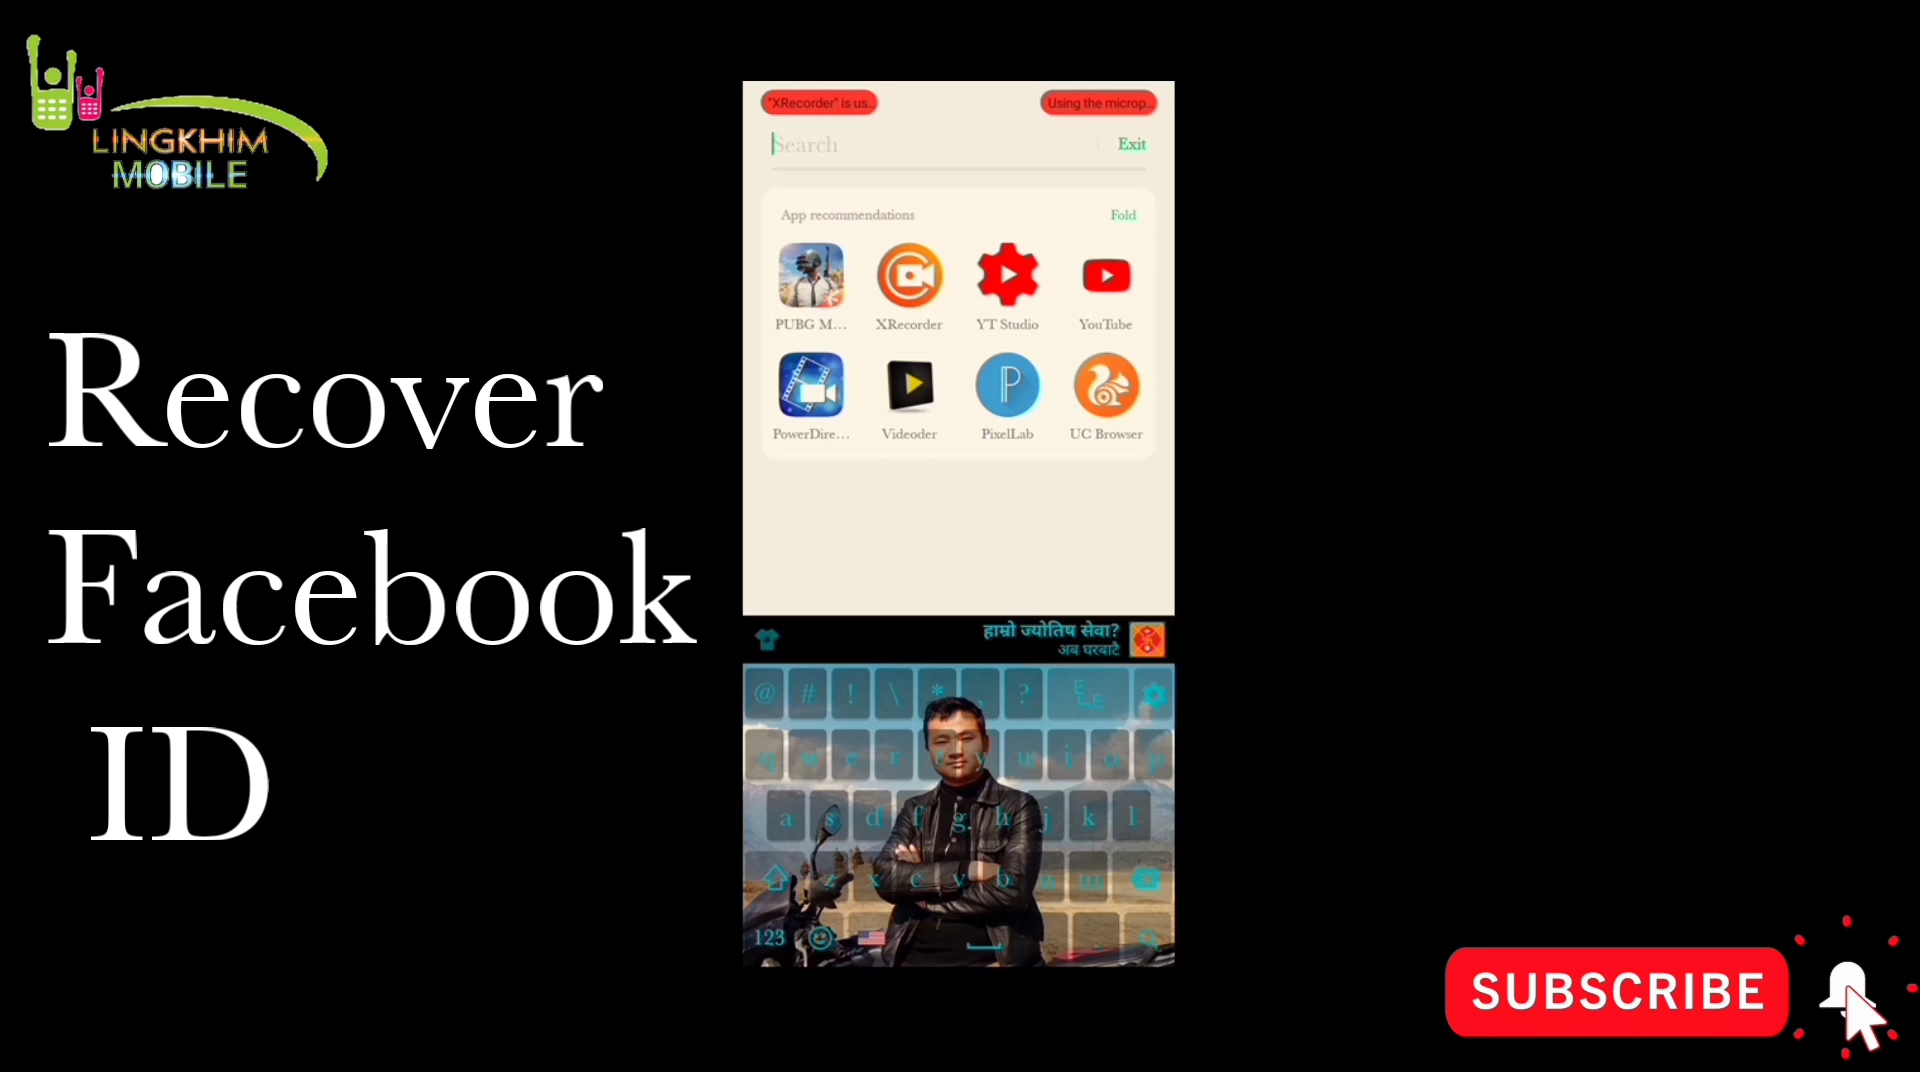 LINGKHIM
MOBILE
Recover
Facebook
ID
"XRecorder" is us...
Using the microp...
Search
Exit
App recommendations
Fold
PUBG M...
XRecorder
YT Studio
YouTube
PowerDire...
Videoder
PixelLab
UC Browser
हाम्रो ज्योतिष सेवा?
अब घरबाटै
@ # ! \ * , ?
q w e r t y u i o p
a s d f g h j k l
z x c v b n m
123
SUBSCRIBE